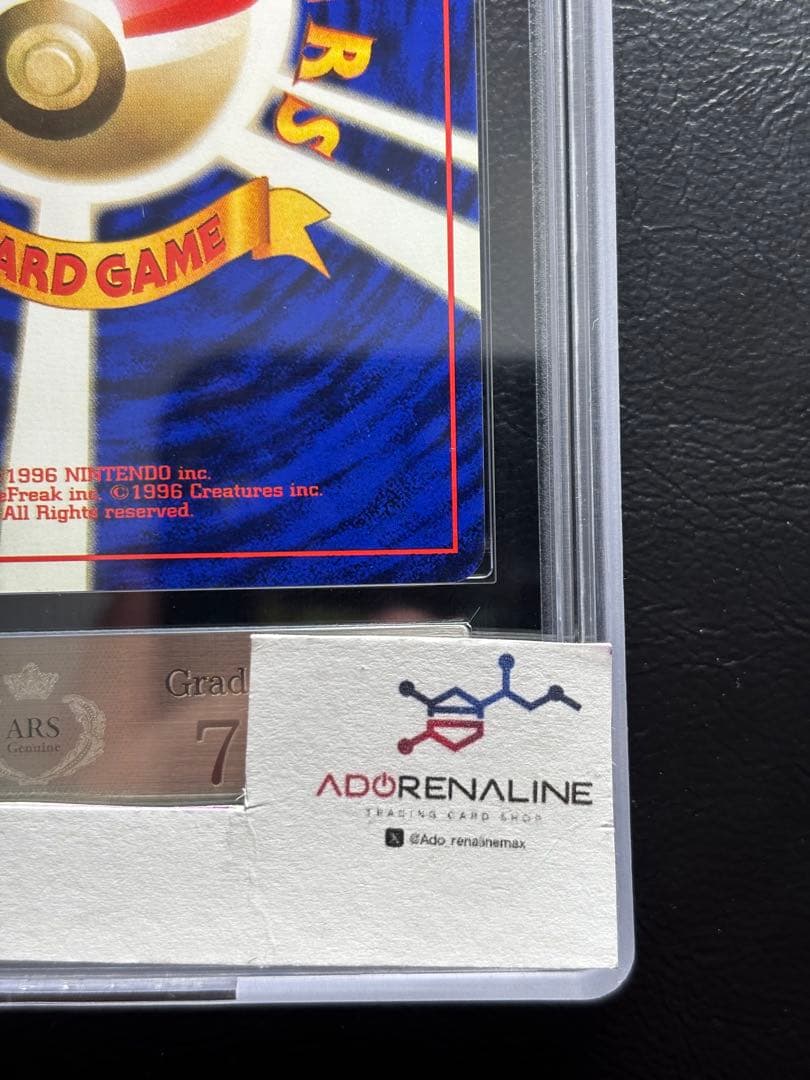 RS
ARD GAME
1996 NINTENDO inc.
eFreak inc. ©1996 Creatures inc.
All Rights reserved.
Grad
7
ARS
Genuine
ADORENALINE
TRADING CARD SHOP
@Ado_renalinemax